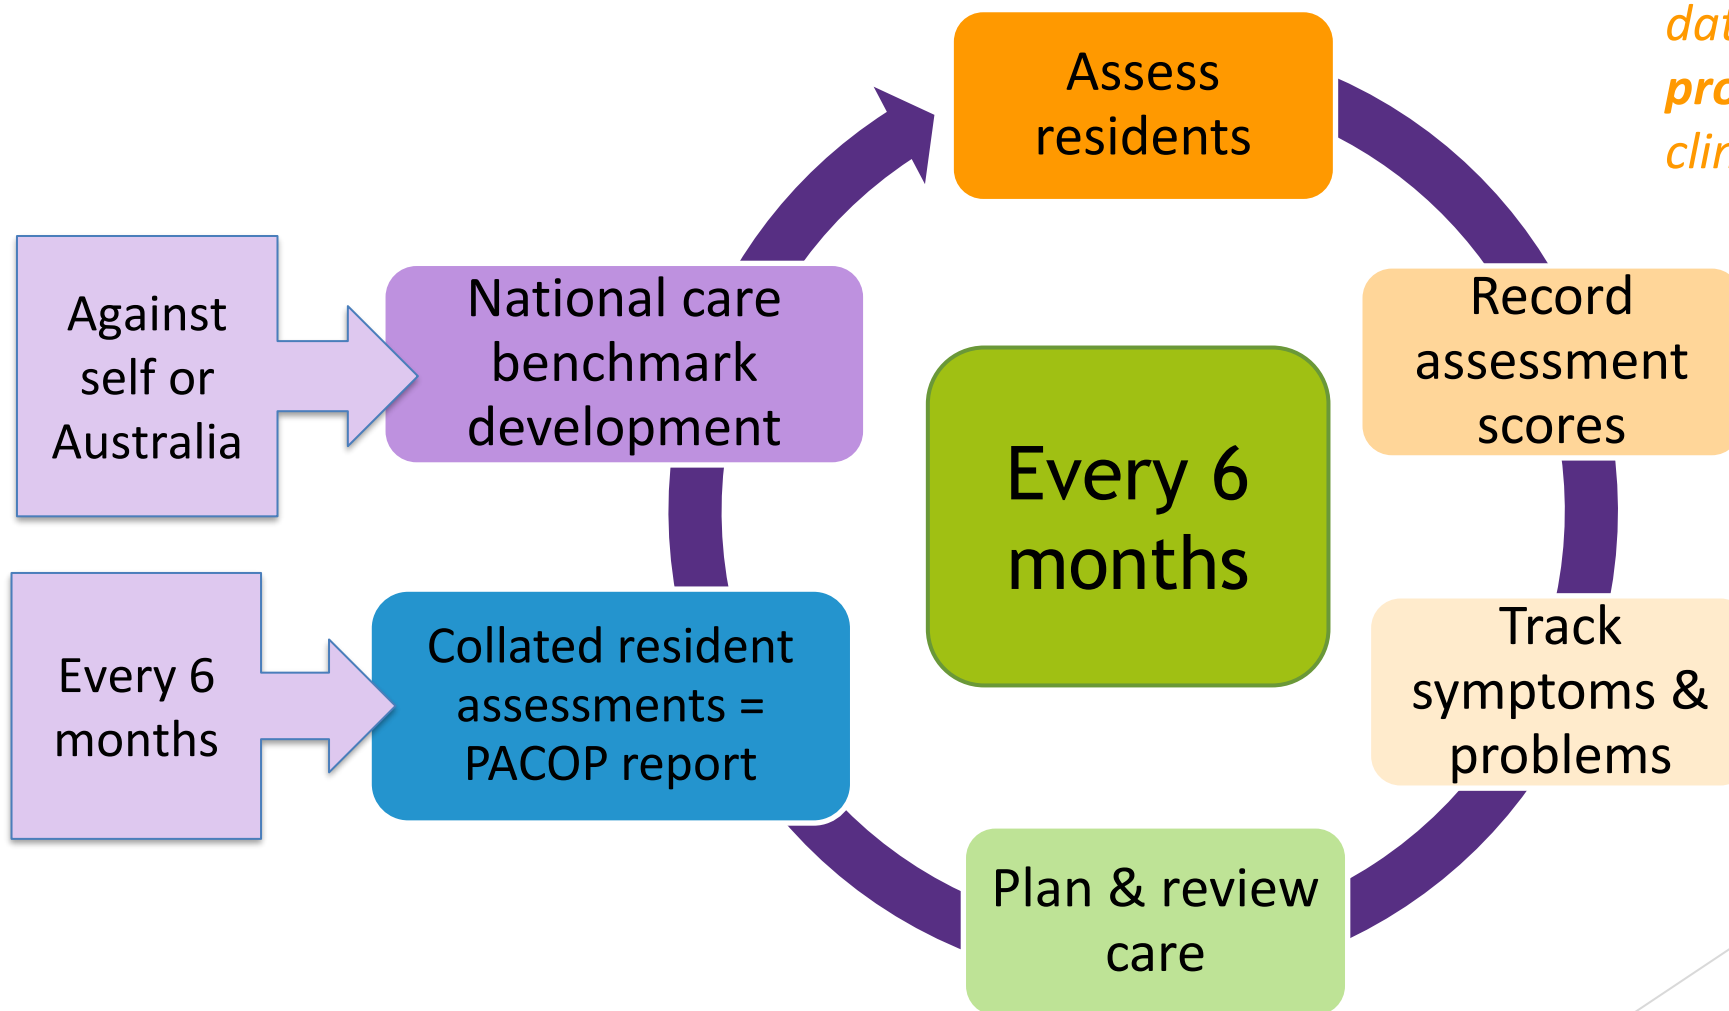 Assess
residents
Record
assessment
scores
Track
symptoms &
problems
Plan & review
care
Collated resident
assessments =
PACOP report
National care
benchmark
development
Against
self or
Australia
Every 6
months
Every 6
months